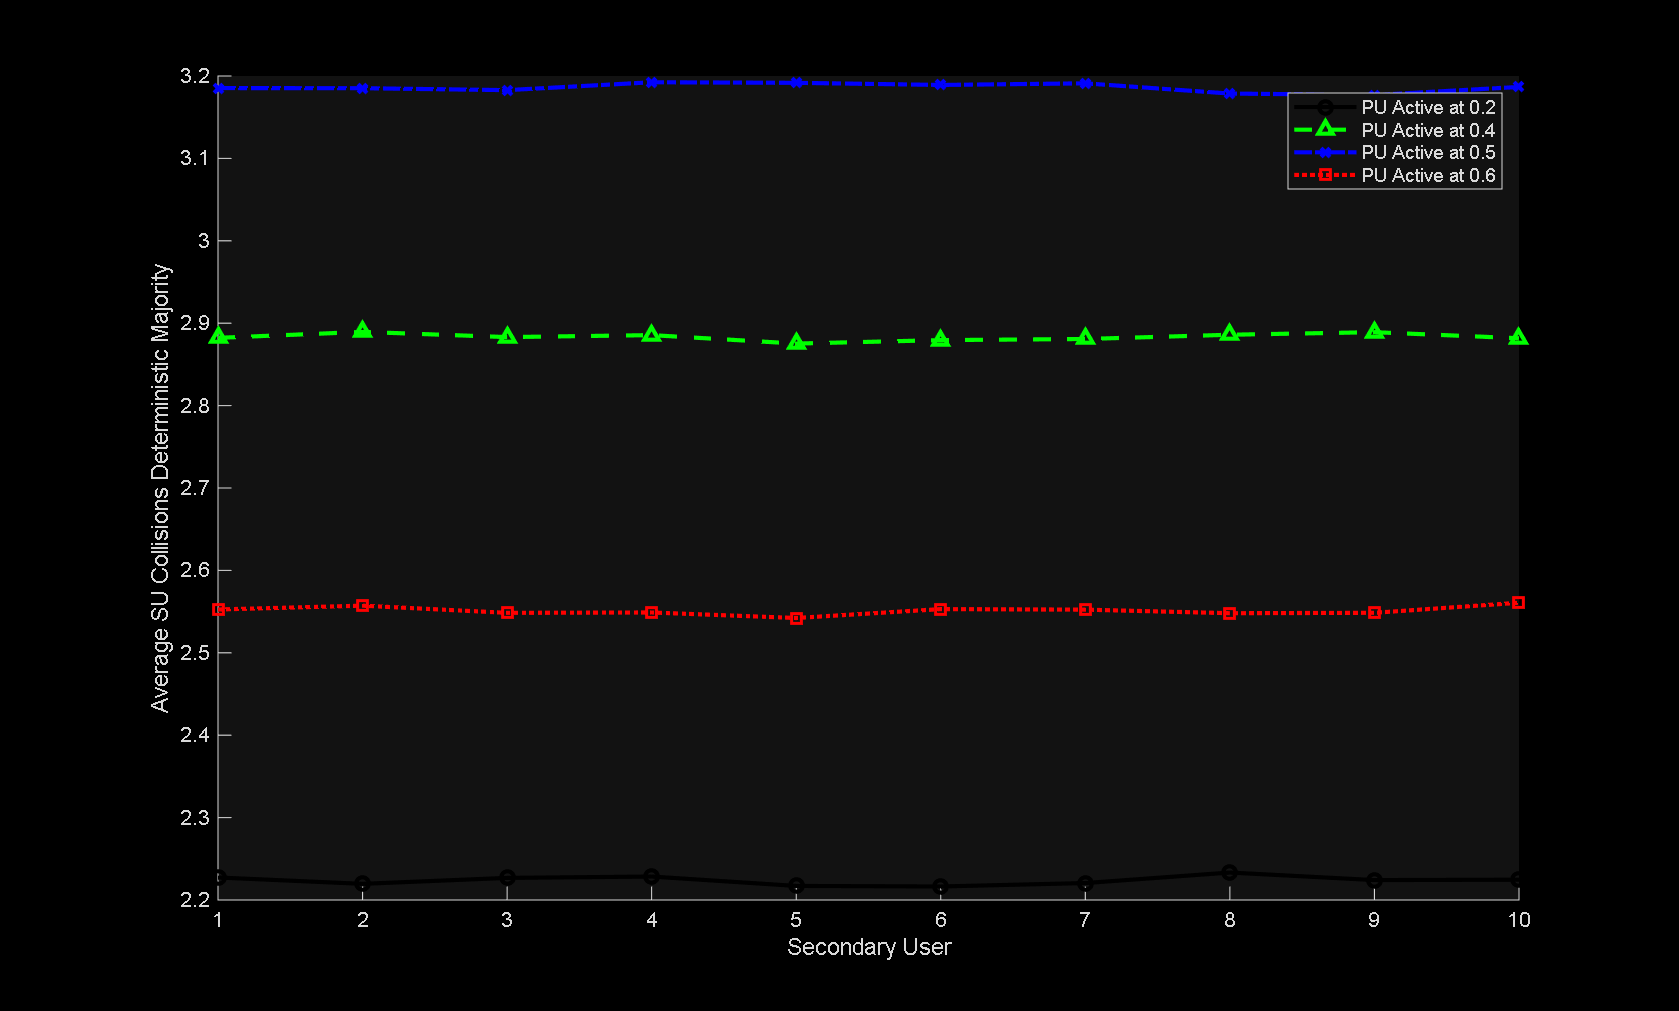 3.2
3.1
3
2.9
2.8
2.7
2.6
2.5
2.4
2.3
2.2
Average SU Collisions Deterministic Majority
PU Active at 0.2
PU Active at 0.4
PU Active at 0.5
PU Active at 0.6
1 2 3 4 5 6 7 8 9 10
Secondary User